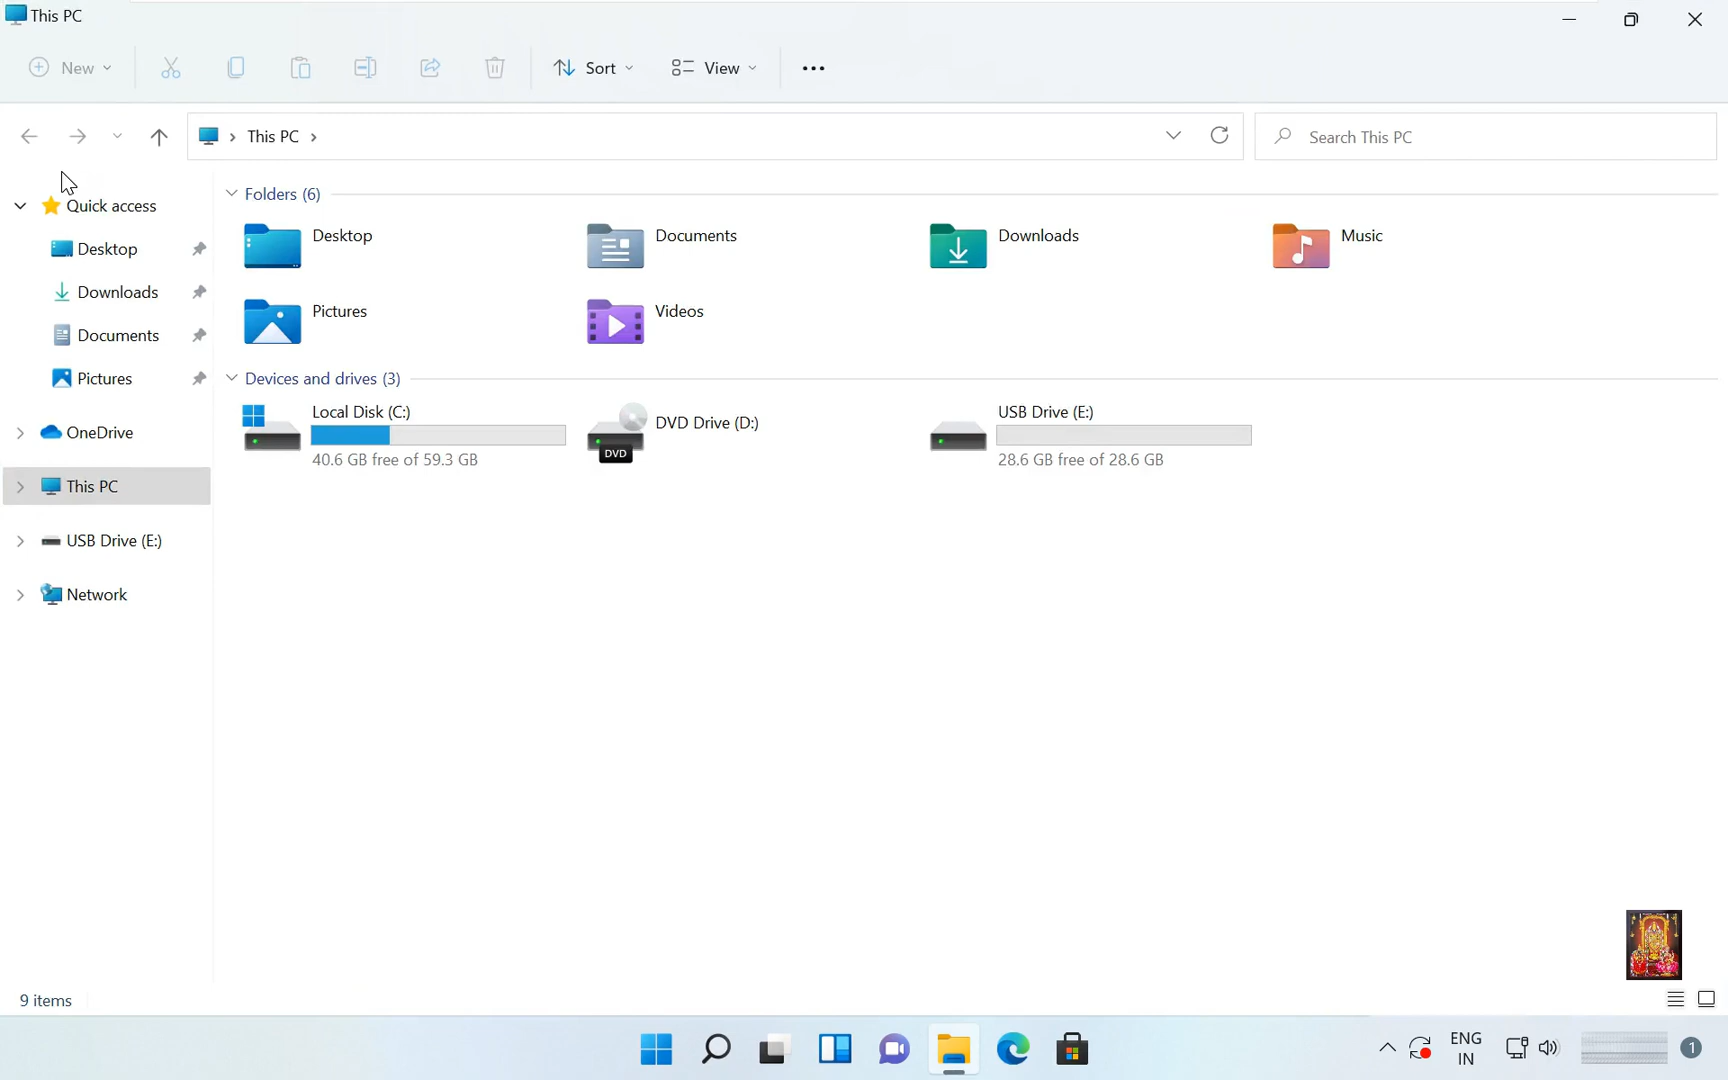 This PC
New
Sort
View
This PC
Search This PC
Quick access
Desktop
Downloads
Documents
Pictures
OneDrive
This PC
USB Drive (E:)
Network
Folders (6)
Desktop
Documents
Downloads
Music
Pictures
Videos
Devices and drives (3)
Local Disk (C:)
40.6 GB free of 59.3 GB
DVD
DVD Drive (D:)
USB Drive (E:)
28.6 GB free of 28.6 GB
9 items
ENG
IN
1